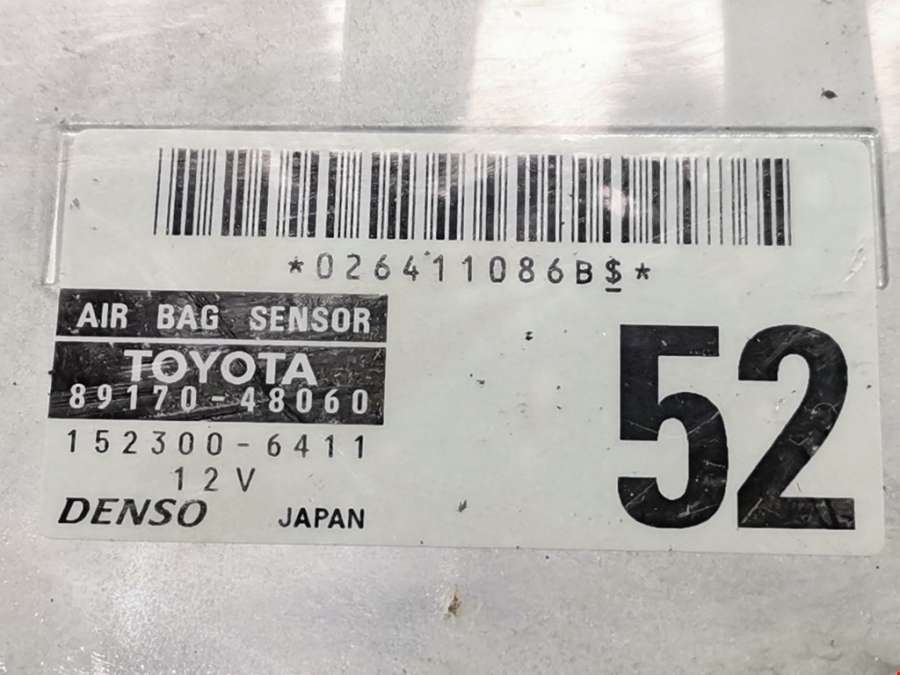 *026411086B$*
AIR BAG SENSOR
TOYOTA
89170-48060
152300-6411
12V
DENSO JAPAN
52